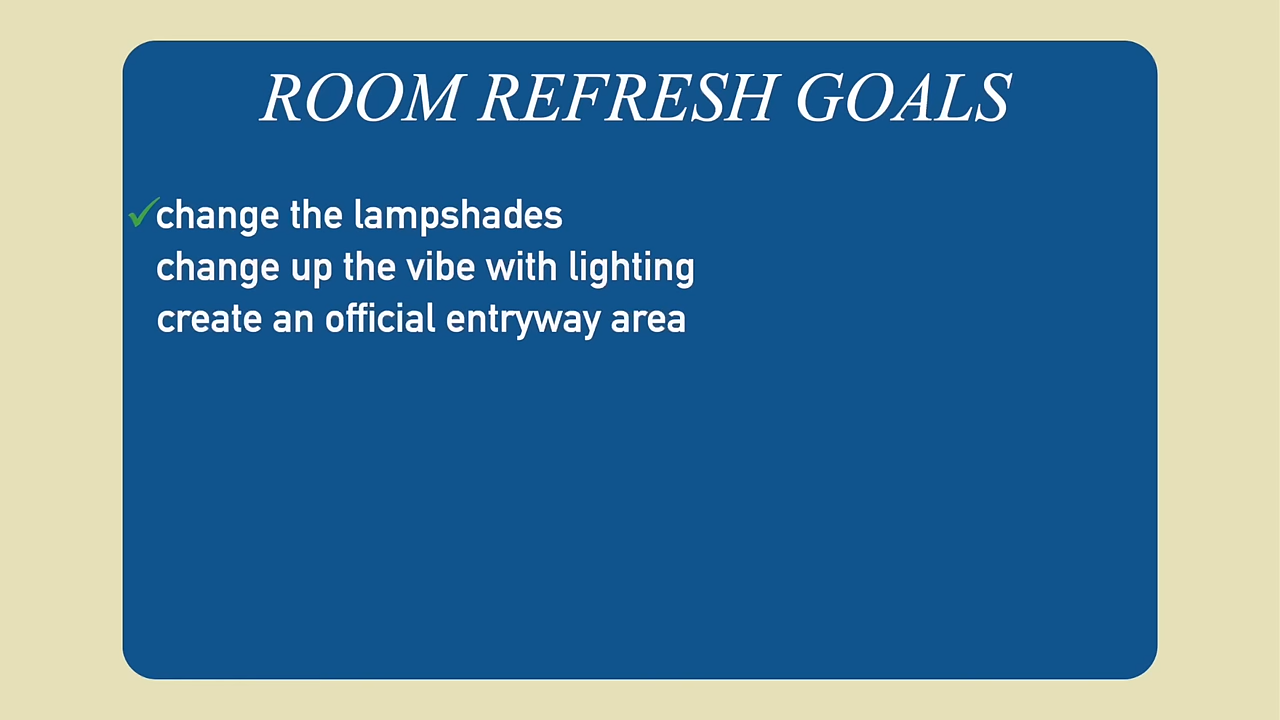 ROOM REFRESH GOALS
✓change the lampshades
change up the vibe with lighting
create an official entryway area